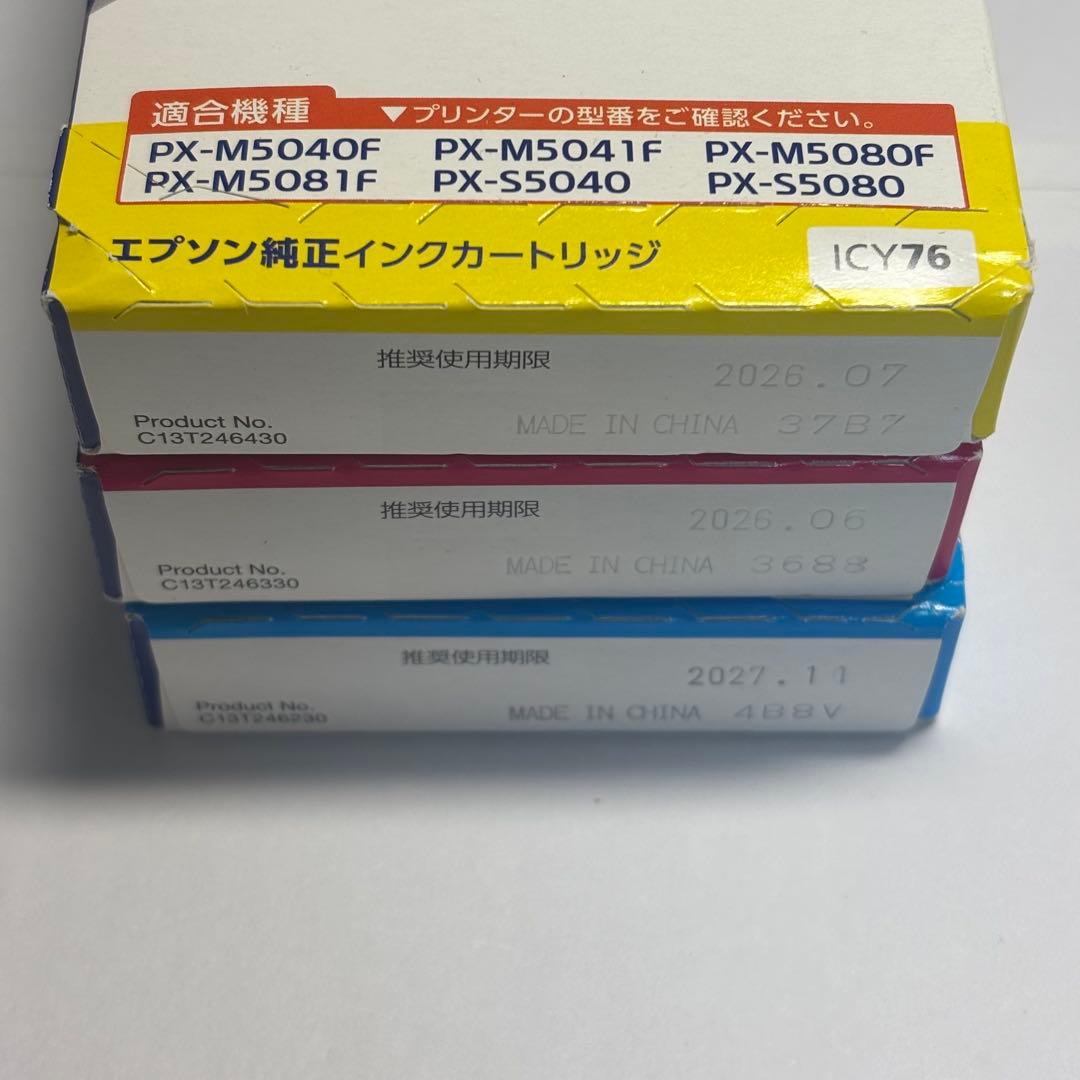 適合機種 ▼プリンターの型番をご確認ください。
PX-M5040F PX-M5041F PX-M5080F
PX-M5081F PX-S5040 PX-S5080
エプソン純正インクカートリッジ ICY76
推奨使用期限 2026.07
Product No. MADE IN CHINA 37B7
C13T246430
推奨使用期限 2026.06
Product No. MADE IN CHINA 3688
C13T246330
推奨使用期限 2027.11
Product No. MADE IN CHINA 4B8V
C13T246230